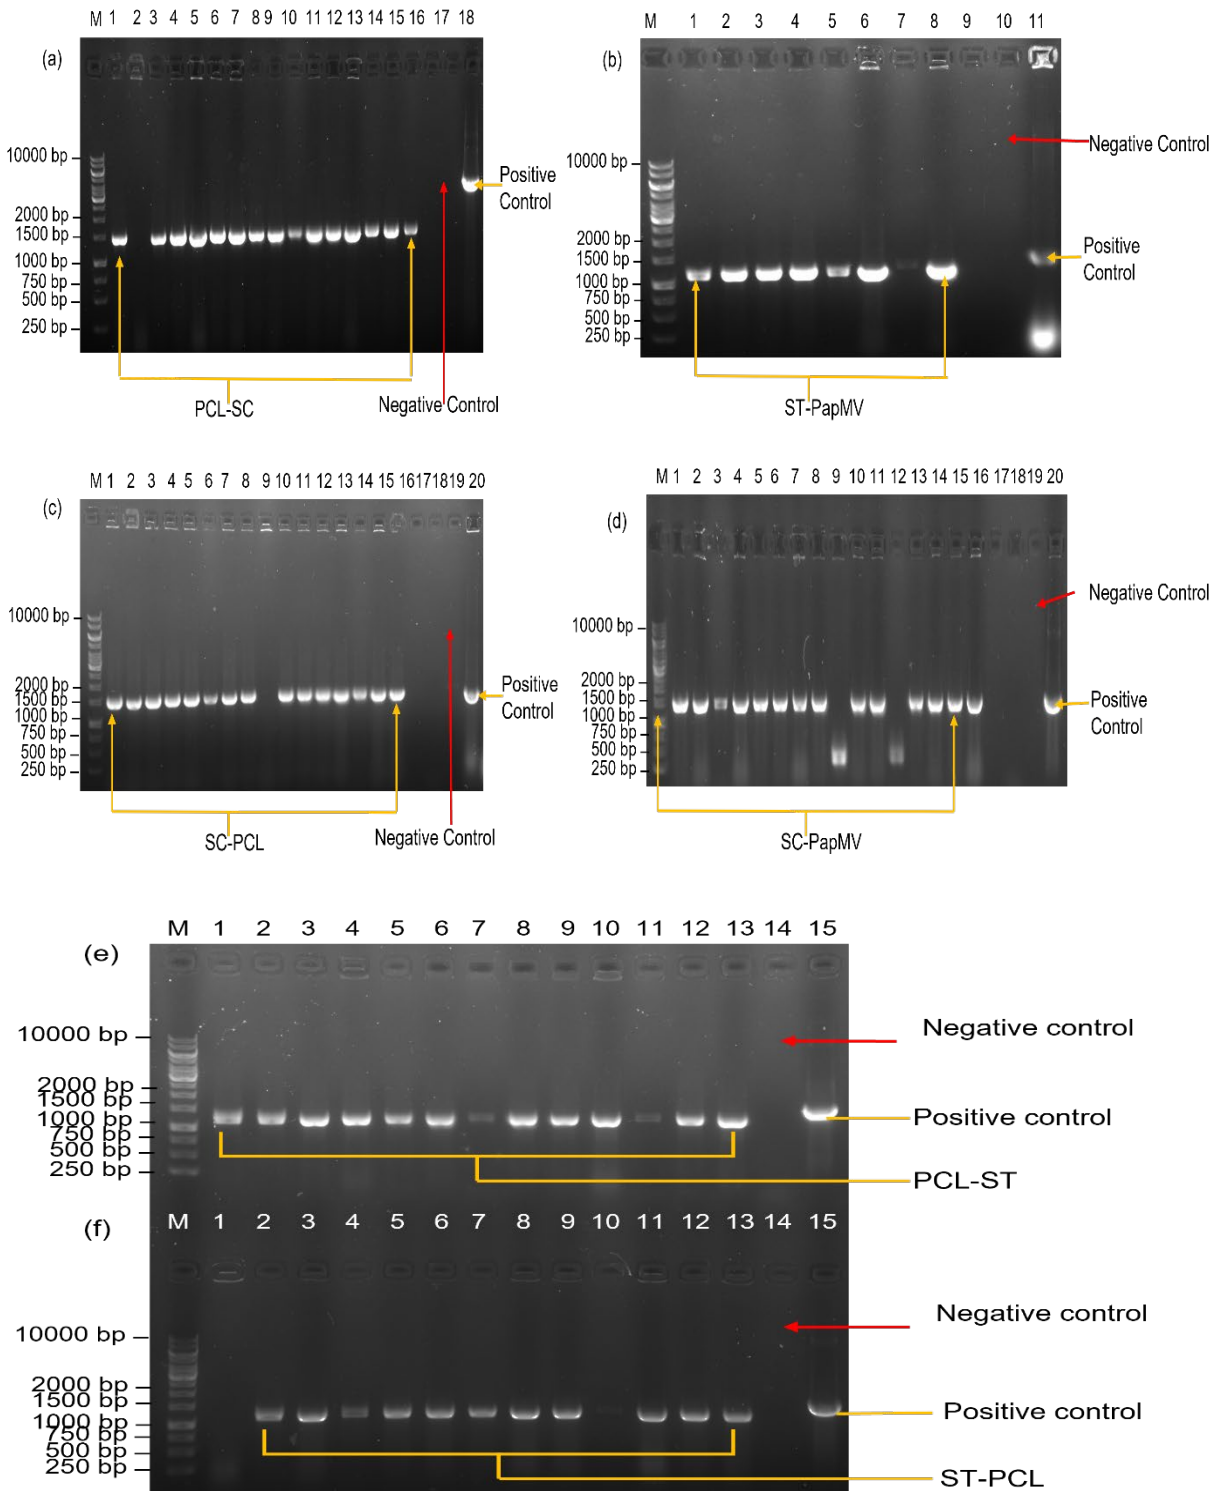 M 1 2 3 4 5 6 7 8 9 10 11 12 13 14 15 16 17 18
(a)
10000 bp
2000 bp
1500 bp
1000 bp
750 bp
500 bp
250 bp
Positive
Control
PCL-SC
Negative Control
M 1 2 3 4 5 6 7 8 9 10 11
(b)
Negative Control
10000 bp
2000 bp
1500 bp
1000 bp
750 bp
500 bp
250 bp
Positive
Control
ST-PapMV
M 1 2 3 4 5 6 7 8 9 10 11 12 13 14 15 16 17 18 19 20
(c)
10000 bp
2000 bp
1500 bp
1000 bp
750 bp
500 bp
250 bp
Positive
Control
SC-PCL
Negative Control
M 1 2 3 4 5 6 7 8 9 10 11 12 13 14 15 16 17 18 19 20
(d)
Negative Control
10000 bp
2000 bp
1500 bp
1000 bp
750 bp
500 bp
250 bp
Positive
Control
SC-PapMV
M 1 2 3 4 5 6 7 8 9 10 11 12 13 14 15
(e)
Negative control
10000 bp
2000 bp
1500 bp
1000 bp
750 bp
500 bp
250 bp
Positive control
PCL-ST
M 1 2 3 4 5 6 7 8 9 10 11 12 13 14 15
(f)
Negative control
10000 bp
2000 bp
1500 bp
1000 bp
750 bp
500 bp
250 bp
Positive control
ST-PCL